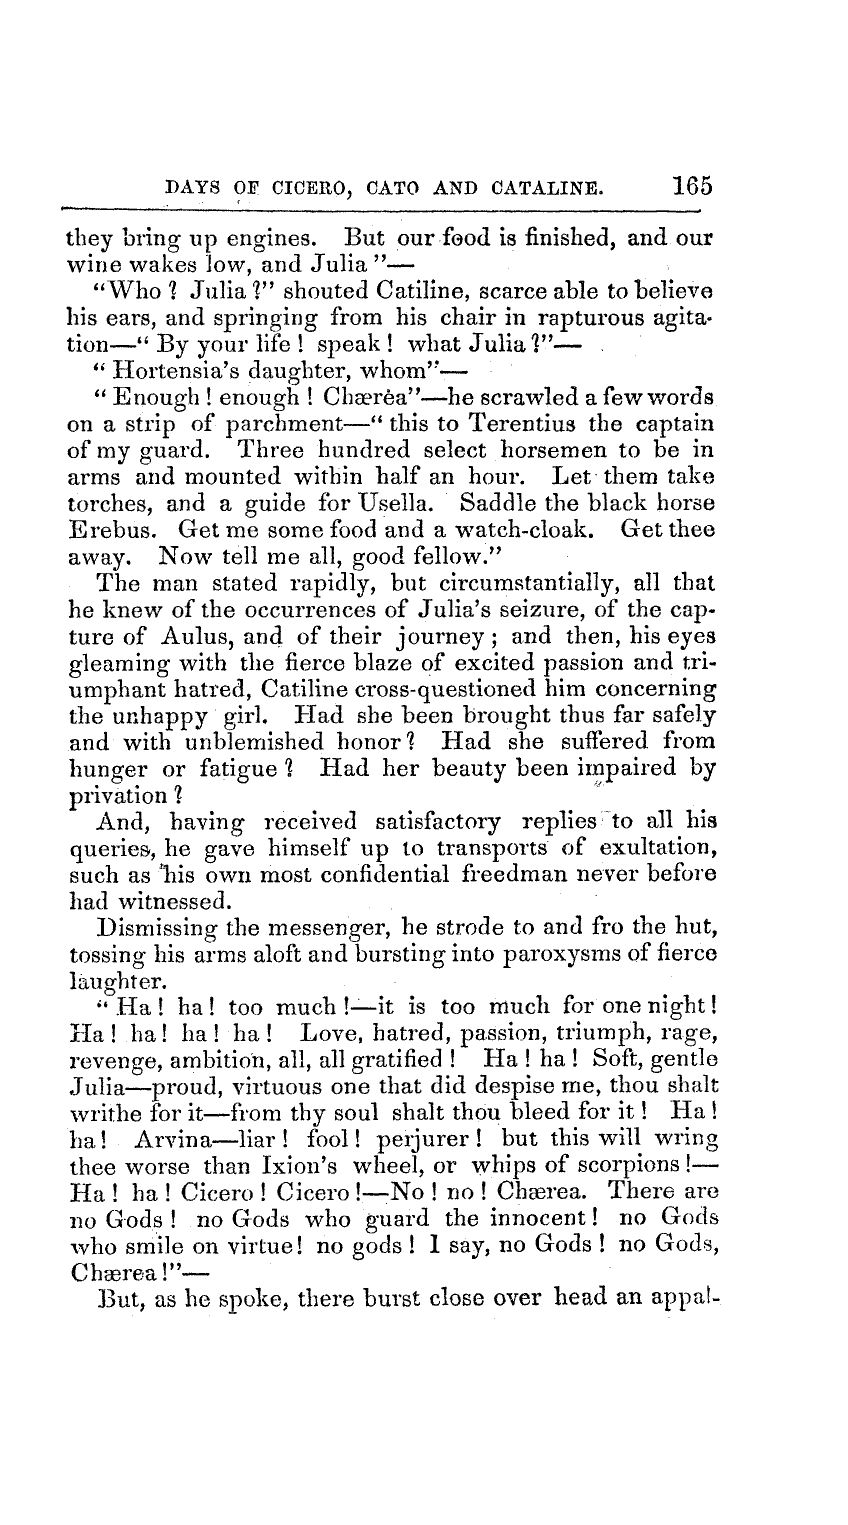 DAYS OF CICERO, CATO AND CATALINE. 165
they bring up engines. But our food is finished, and our
wine wakes low, and Julia"—
"Who? Julia?" shouted Catiline, scarce able to believe
his ears, and springing from his chair in rapturous agita-
tion—"By your life! speak! what Julia?"—
"Hortensia's daughter, whom"—
"Enough! enough! Chærêa"—he scrawled a few words
on a strip of parchment—"this to Terentius the captain
of my guard. Three hundred select horsemen to be in
arms and mounted within half an hour. Let them take
torches, and a guide for Usella. Saddle the black horse
Erebus. Get me some food and a watch-cloak. Get thee
away. Now tell me all, good fellow."
The man stated rapidly, but circumstantially, all that
he knew of the occurrences of Julia's seizure, of the cap-
ture of Aulus, and of their journey; and then, his eyes
gleaming with the fierce blaze of excited passion and tri-
umphant hatred, Catiline cross-questioned him concerning
the unhappy girl. Had she been brought thus far safely
and with unblemished honor? Had she suffered from
hunger or fatigue? Had her beauty been impaired by
privation?
And, having received satisfactory replies to all his
queries, he gave himself up to transports of exultation,
such as his own most confidential freedman never before
had witnessed.
Dismissing the messenger, he strode to and fro the hut,
tossing his arms aloft and bursting into paroxysms of fierce
laughter.
"Ha! ha! too much!—it is too much for one night!
Ha! ha! ha! ha! Love, hatred, passion, triumph, rage,
revenge, ambition, all, all gratified! Ha! ha! Soft, gentle
Julia—proud, virtuous one that did despise me, thou shalt
writhe for it—from thy soul shalt thou bleed for it! Ha!
ha! Arvina—liar! fool! perjurer! but this will wring
thee worse than Ixion's wheel, or whips of scorpions!—
Ha! ha! Cicero! Cicero!—No! no! Chærea. There are
no Gods! no Gods who guard the innocent! no Gods
who smile on virtue! no gods! I say, no Gods! no Gods,
Chærea!"—
But, as he spoke, there burst close over head an appal-